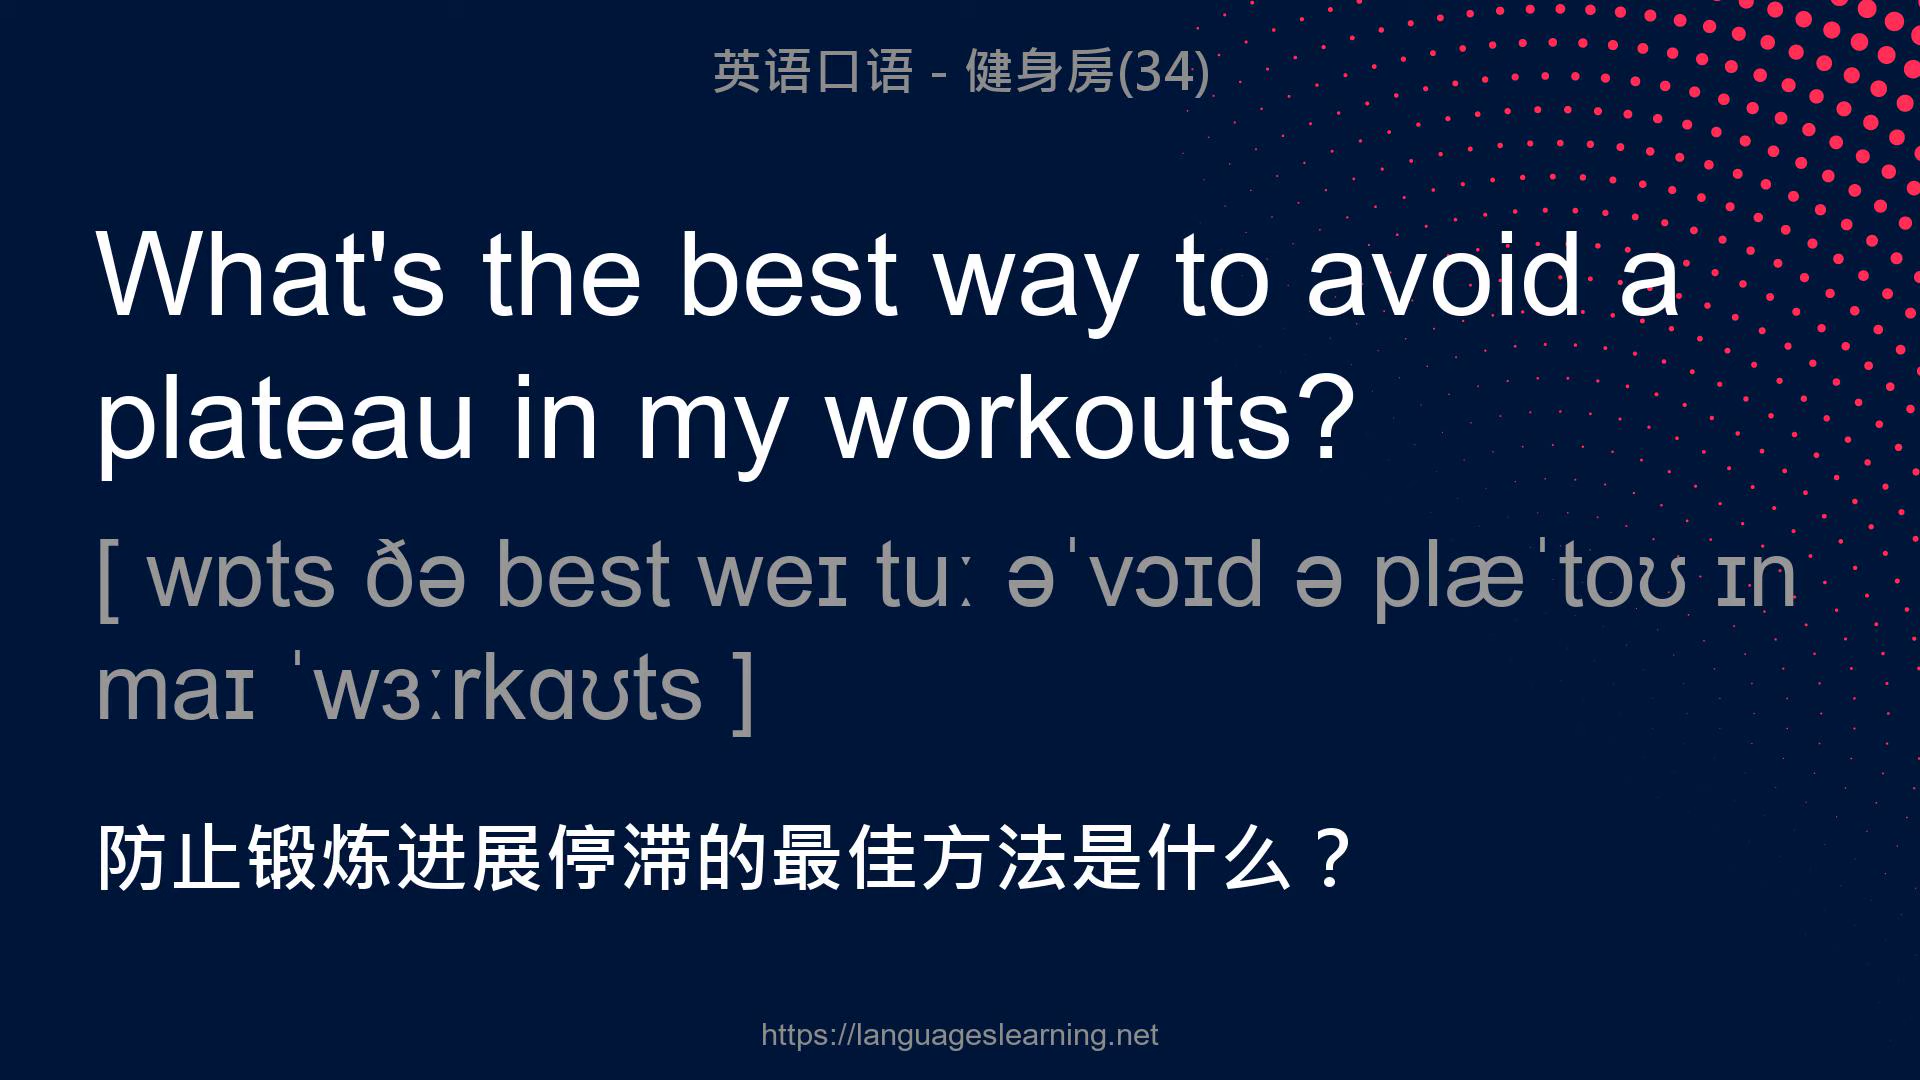 英语口语 - 健身房(34)
What's the best way to avoid a
plateau in my workouts?
[ wɒts ðə best weɪ tuː əˈvɔɪd ə plæˈtoʊ ɪn
maɪ ˈwɜːrkɑʊts ]
防止锻炼进展停滞的最佳方法是什么？
https://languageslearning.net